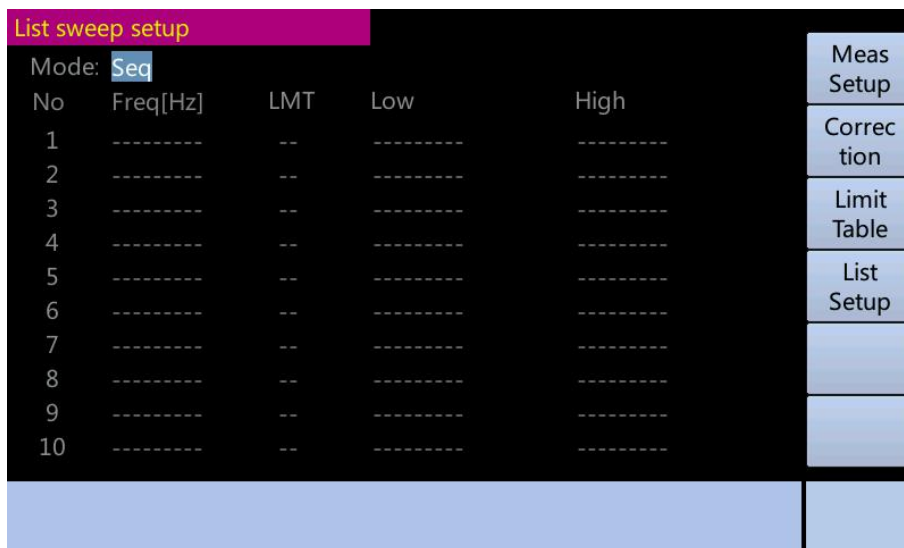 List sweep setup
Mode: Seq
No Freq[Hz] LMT Low High
1 --------- -- --------- ---------
2 --------- -- --------- ---------
3 --------- -- --------- ---------
4 --------- -- --------- ---------
5 --------- -- --------- ---------
6 --------- -- --------- ---------
7 --------- -- --------- ---------
8 --------- -- --------- ---------
9 --------- -- --------- ---------
10 --------- -- --------- ---------
Meas
Setup
Correc
tion
Limit
Table
List
Setup